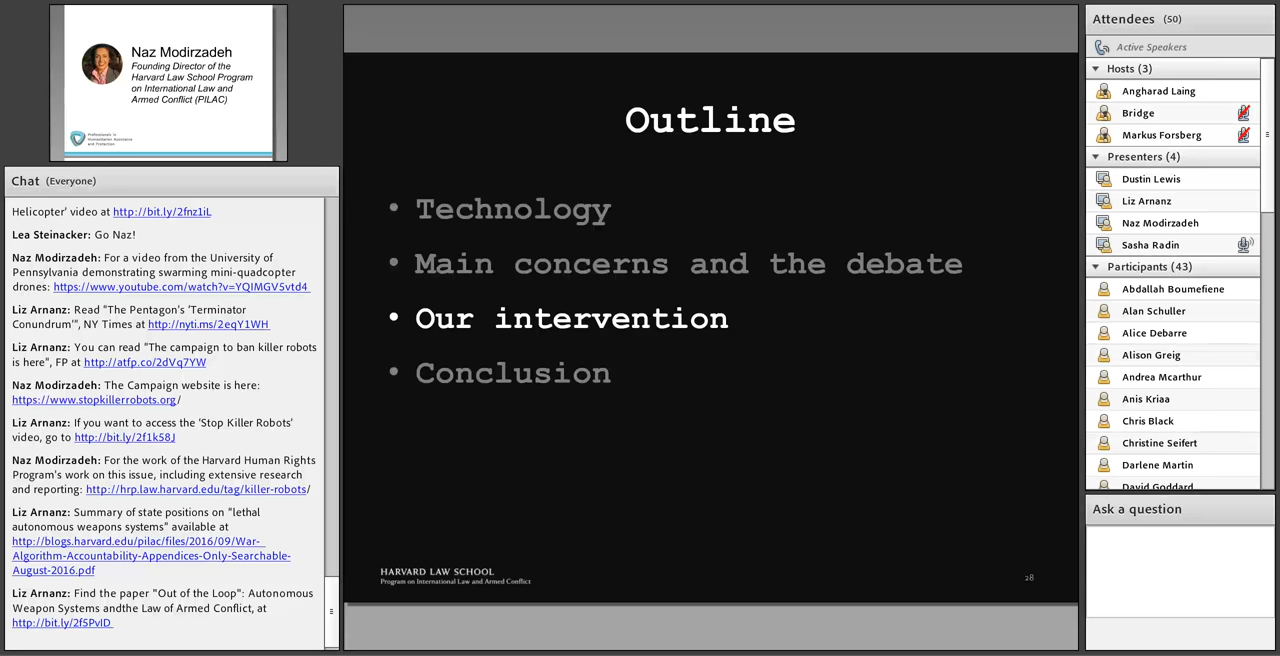 Naz Modirzadeh
Founding Director of the
Harvard Law School Program
on International Law and
Armed Conflict (PILAC)
Professionals in
Humanitarian Assistance
and Protection
Chat (Everyone)
Helicopter' video at http://bit.ly/2fnz1iL
Lea Steinacker: Go Naz!
Naz Modirzadeh: For a video from the University of
Pennsylvania demonstrating swarming mini-quadcopter
drones: https://www.youtube.com/watch?v=YQIMGV5vtd4
Liz Arnanz: Read "The Pentagon's 'Terminator
Conundrum'", NY Times at http://nyti.ms/2eqY1WH
Liz Arnanz: You can read "The campaign to ban killer robots
is here", FP at http://atfp.co/2dVq7YW
Naz Modirzadeh: The Campaign website is here:
https://www.stopkillerrobots.org/
Liz Arnanz: If you want to access the 'Stop Killer Robots'
video, go to http://bit.ly/2f1k58J
Naz Modirzadeh: For the work of the Harvard Human Rights
Program's work on this issue, including extensive research
and reporting: http://hrp.law.harvard.edu/tag/killer-robots/
Liz Arnanz: Summary of state positions on "lethal
autonomous weapons systems" available at
http://blogs.harvard.edu/pilac/files/2016/09/War-
Algorithm-Accountability-Appendices-Only-Searchable-
August-2016.pdf
Liz Arnanz: Find the paper "Out of the Loop": Autonomous
Weapon Systems andthe Law of Armed Conflict, at
http://bit.ly/2f5PvID
Outline
• Technology
• Main concerns and the debate
• Our intervention
• Conclusion
HARVARD LAW SCHOOL
Program on International Law and Armed Conflict
28
Attendees (50)
Active Speakers
Hosts (3)
Angharad Laing
Bridge
Markus Forsberg
Presenters (4)
Dustin Lewis
Liz Arnanz
Naz Modirzadeh
Sasha Radin
Participants (43)
Abdallah Boumefiene
Alan Schuller
Alice Debarre
Alison Greig
Andrea Mcarthur
Anis Kriaa
Chris Black
Christine Seifert
Darlene Martin
David Goddard
Ask a question